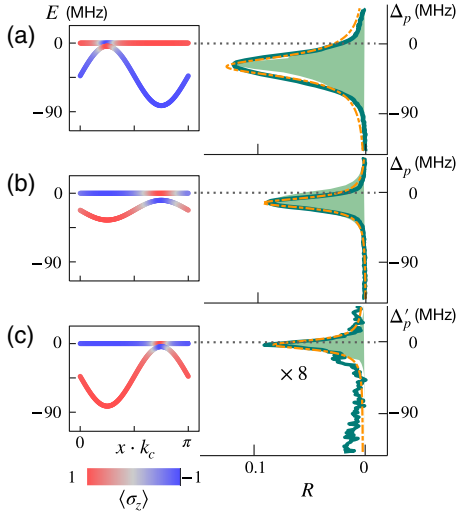 E
(MHz)
Δp
(MHz)
(a)
0
−90
0
−90
Δp
(MHz)
(b)
0
−90
0
−90
Δ′p (MHz)
(c)
0
−90
× 8
0
−90
0
π
x · kc
0.1
0
R
1
−1
⟨σz⟩